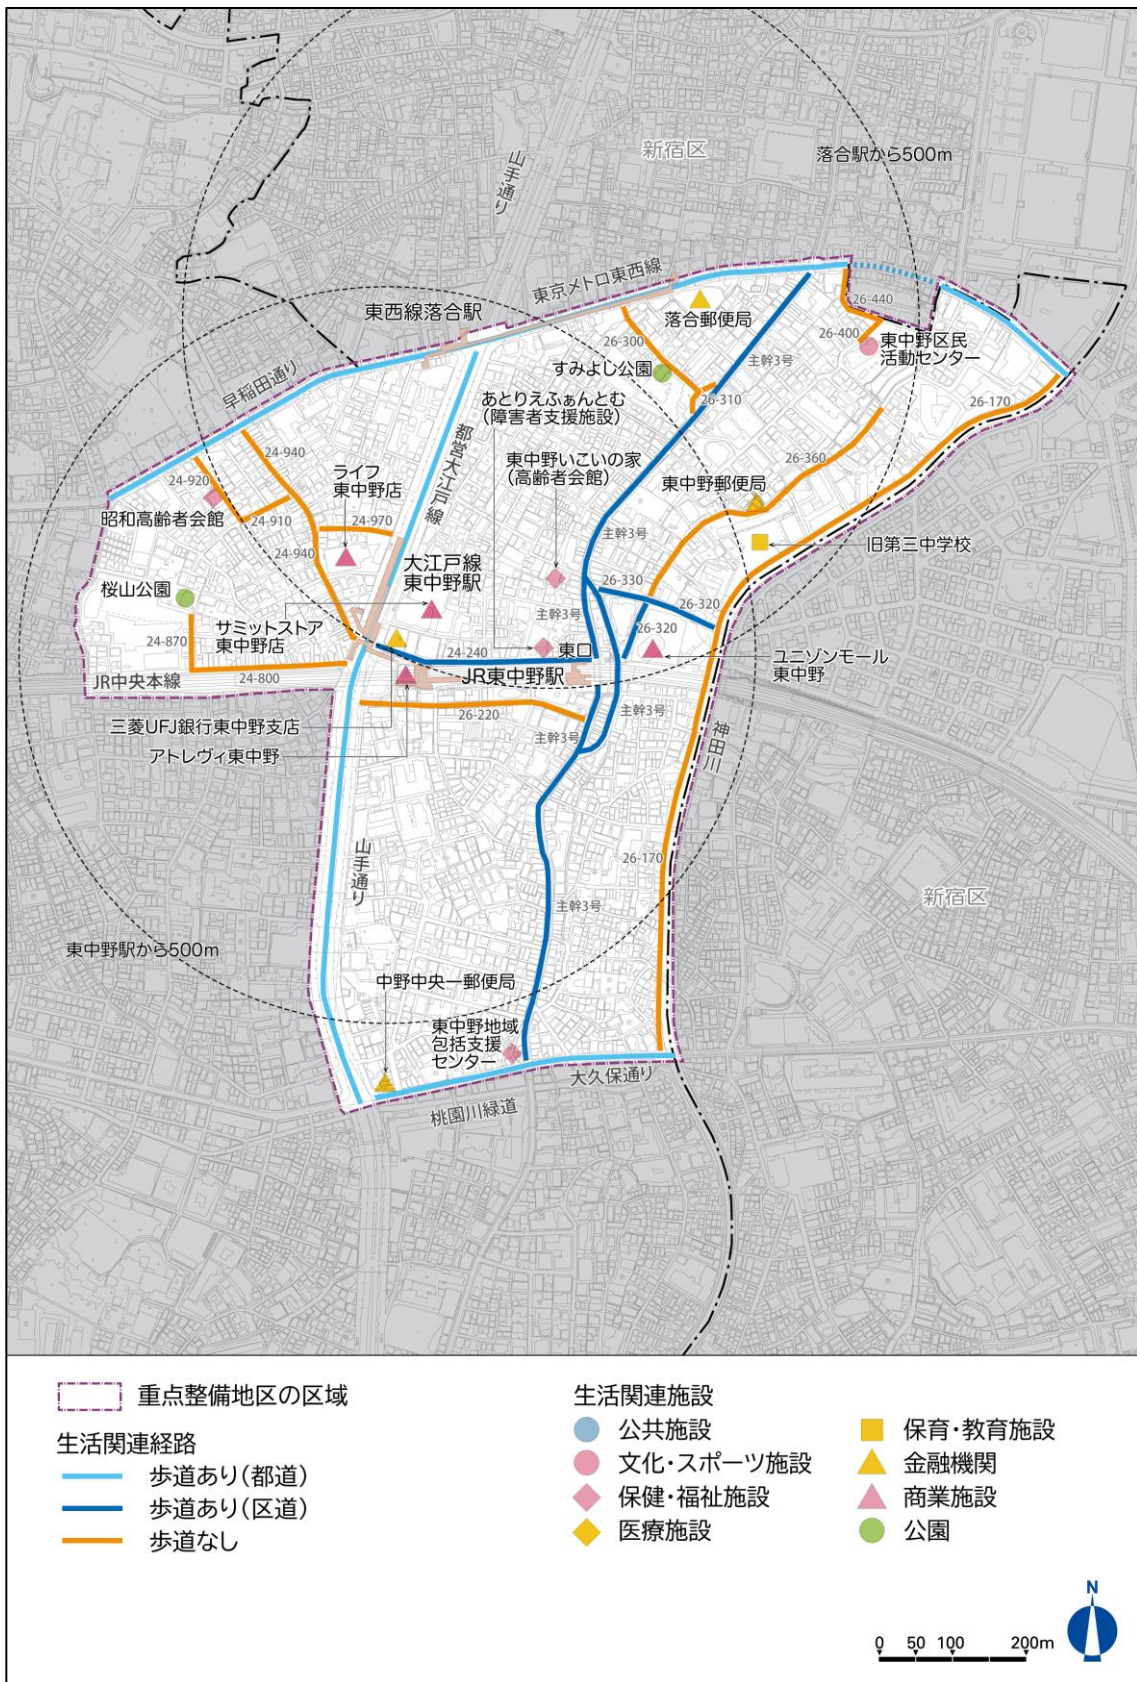 新宿区
落合駅から500m
山手通り
東京メトロ東西線
26-440
東西線落合駅
落合郵便局
26-300
26-400
東中野区民
活動センター
主幹3号
すみよし公園
早稲田通り
あとりえふぁんとむ
(障害者支援施設)
26-310
26-170
都営大江戸線
24-940
東中野いこいの家
(高齢者会館)
26-360
ライフ
東中野店
24-920
東中野郵便局
昭和高齢者会館
24-910
24-970
主幹3号
旧第三中学校
24-940
大江戸線
東中野駅
26-330
桜山公園
26-320
主幹3号
サミットストア
東中野店
26-320
24-870
24-240
東口
ユニゾンモール
東中野
JR中央本線
24-800
JR東中野駅
三菱UFJ銀行東中野支店
26-220
主幹3号
主幹3号
神田川
アトレヴィ東中野
山手通り
26-170
新宿区
主幹3号
東中野駅から500m
中野中央一郵便局
東中野地域
包括支援
センター
大久保通り
桃園川緑道
重点整備地区の区域
生活関連経路
歩道あり(都道)
歩道あり(区道)
歩道なし
生活関連施設
公共施設
文化・スポーツ施設
保健・福祉施設
医療施設
保育・教育施設
金融機関
商業施設
公園
N
0 50 100 200m